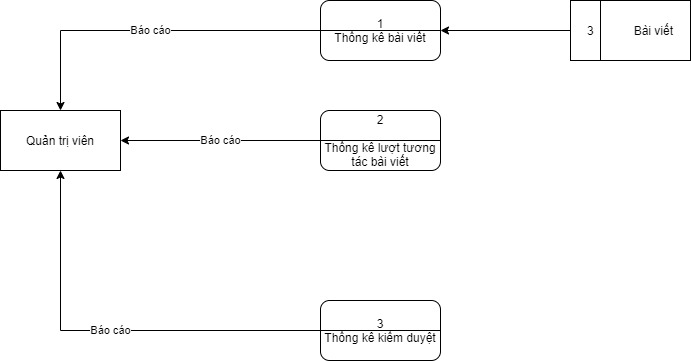 1
Báo cáo
Thống kê bài viết
3
Bài viết
2
Quản trị viên
Báo cáo
Thống kê lượt tương
tác bài viết
3
Báo cáo
Thống kê kiểm duyệt